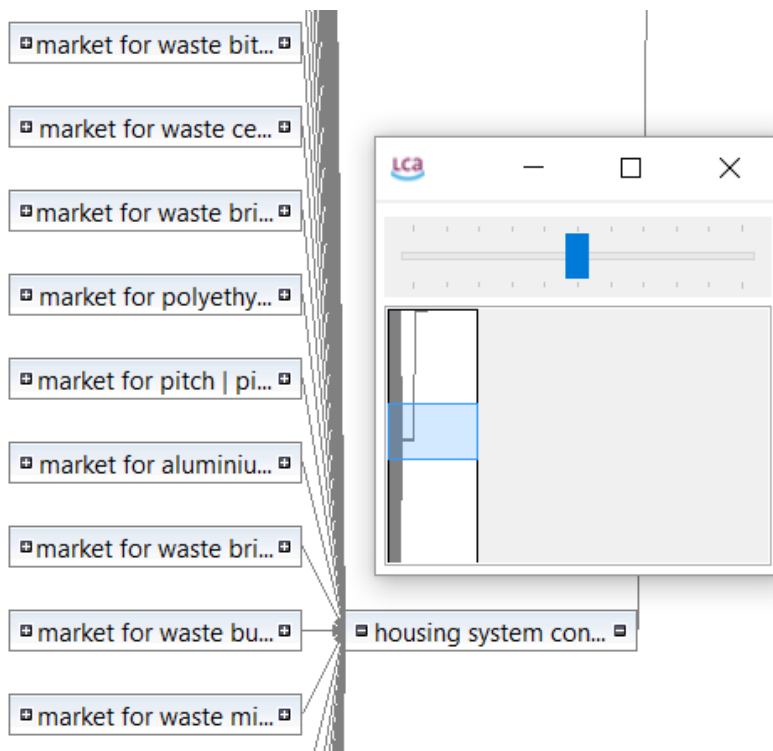 market for waste bit...
market for waste ce...
market for waste bri...
market for polyethy...
market for pitch | pi...
market for aluminiu...
market for waste bri...
market for waste bu...
housing system con...
market for waste mi...
LCA